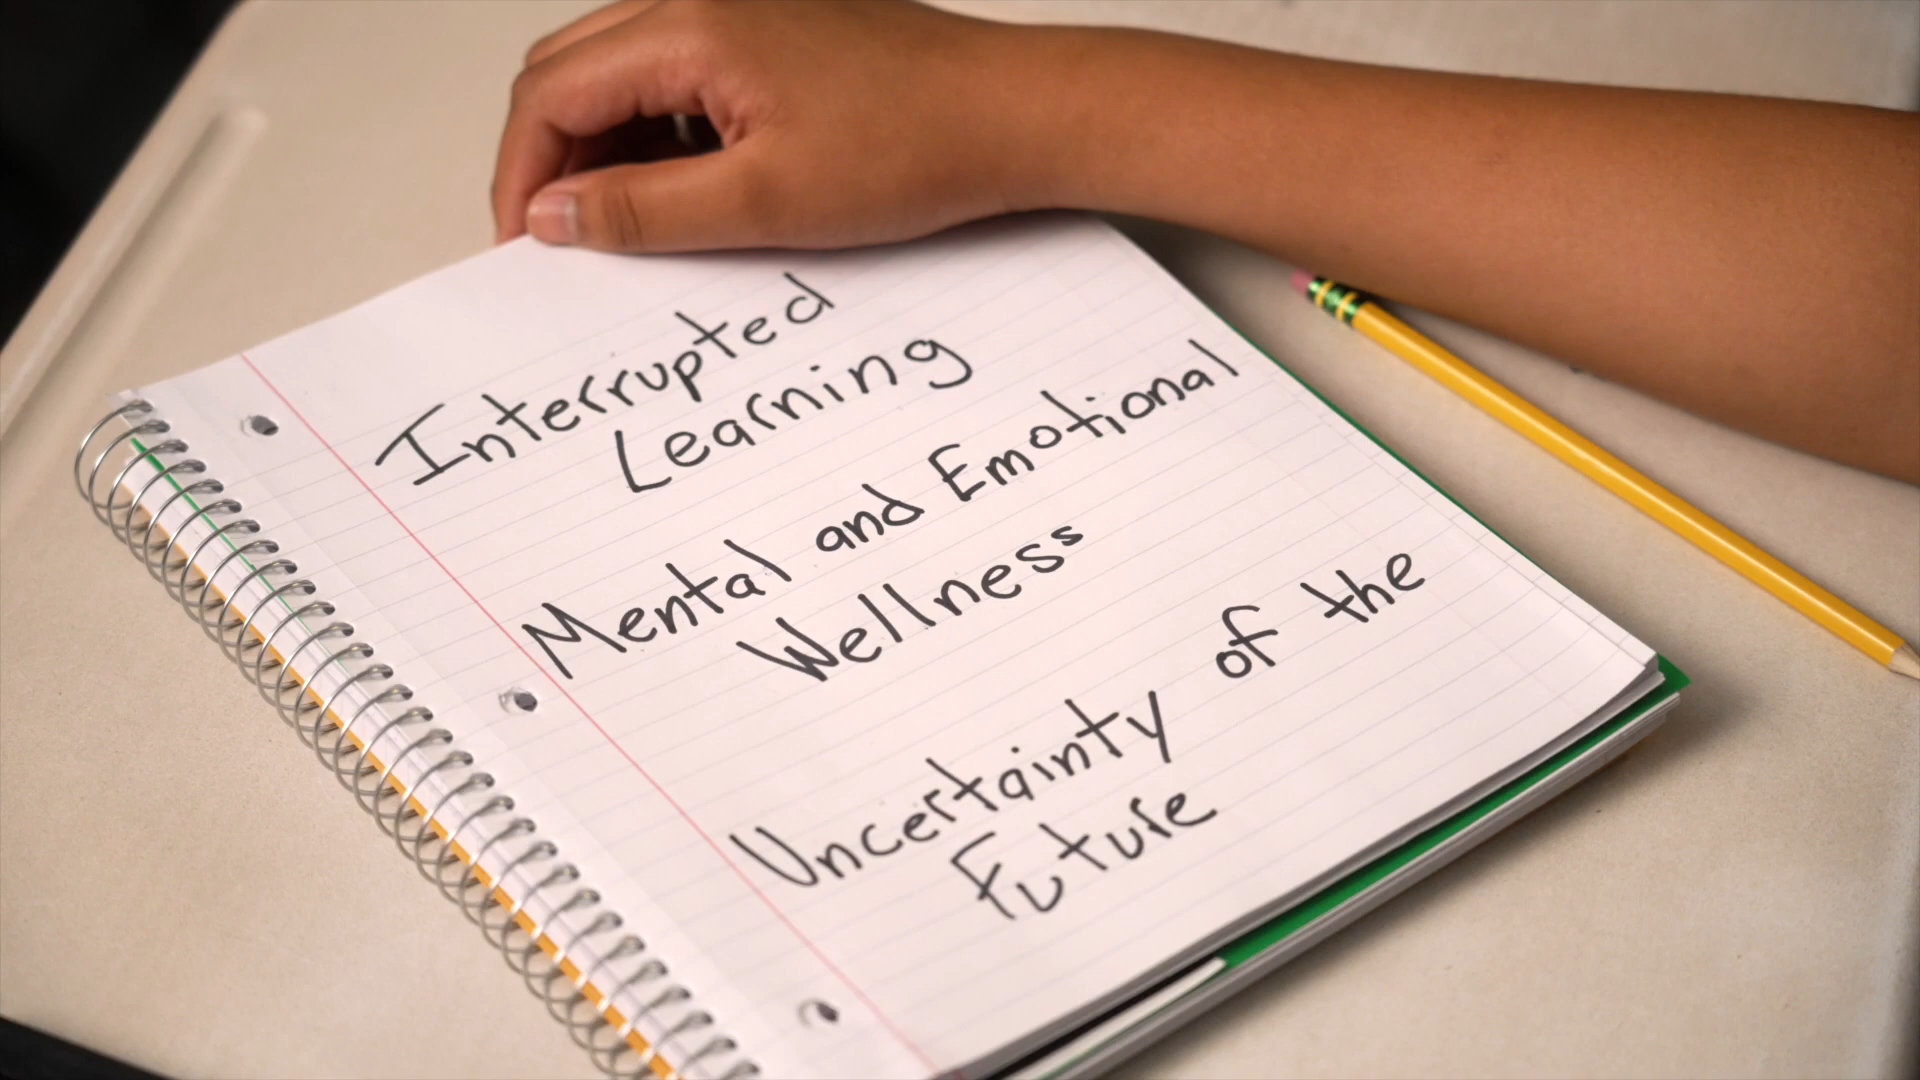 Interrupted
Learning
Mental and Emotional
Wellness
Uncertainty of the
Future